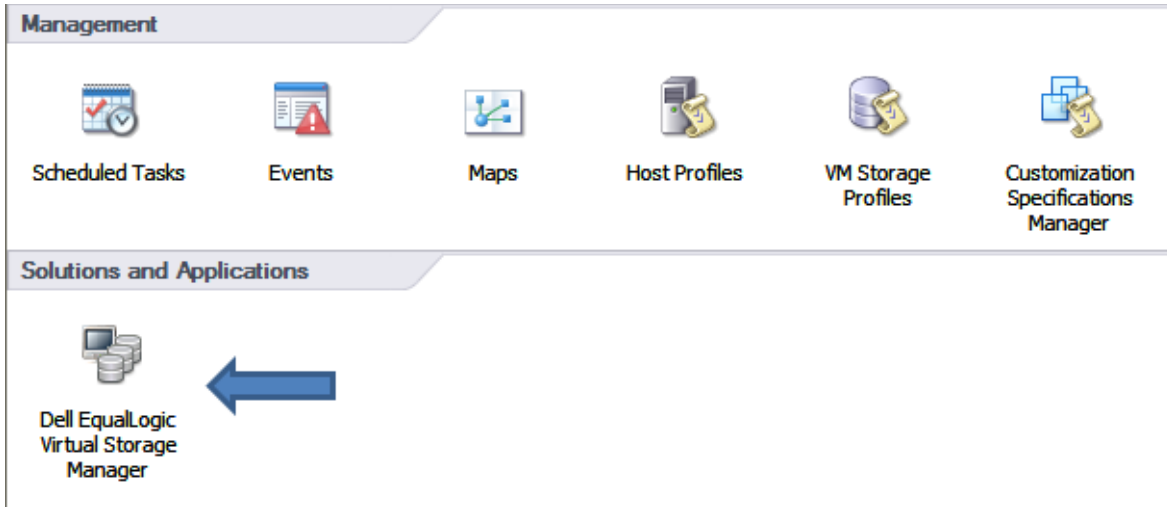 Management
Scheduled Tasks
Events
Maps
Host Profiles
VM Storage
Profiles
Customization
Specifications
Manager
Solutions and Applications
Dell EqualLogic
Virtual Storage
Manager